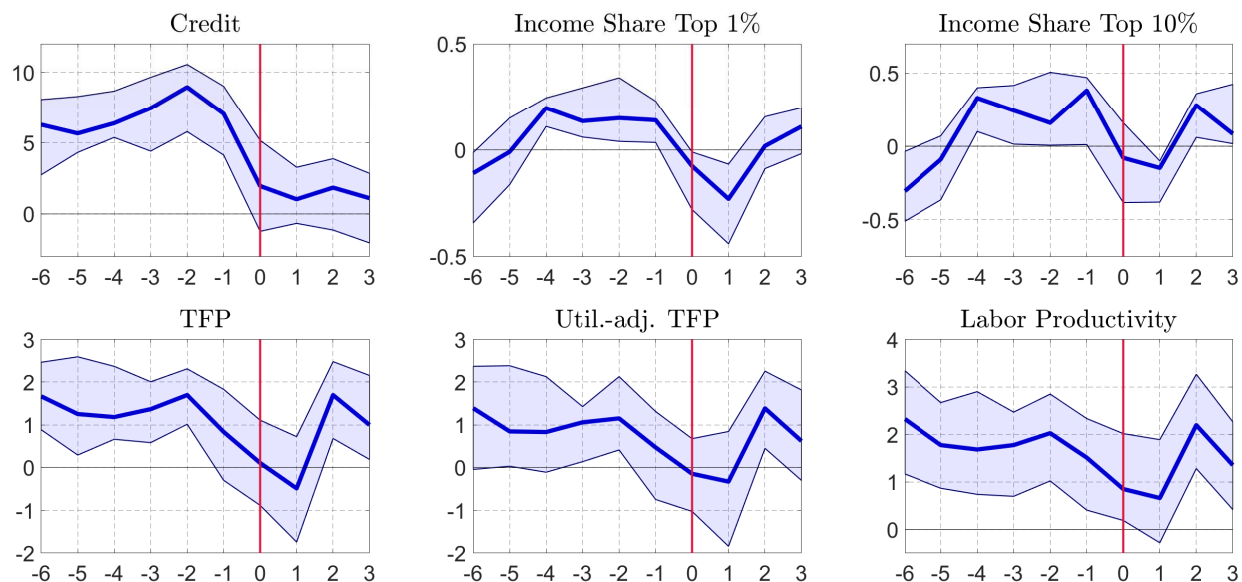 Credit
Income Share Top 1%
Income Share Top 10%
10
5
0
-6 -5 -4 -3 -2 -1 0 1 2 3
0.5
0
-0.5
-6 -5 -4 -3 -2 -1 0 1 2 3
0.5
0
-0.5
-6 -5 -4 -3 -2 -1 0 1 2 3
TFP
Util.-adj. TFP
Labor Productivity
3
2
1
0
-1
-2
-6 -5 -4 -3 -2 -1 0 1 2 3
3
2
1
0
-1
-2
-6 -5 -4 -3 -2 -1 0 1 2 3
4
3
2
1
0
-6 -5 -4 -3 -2 -1 0 1 2 3